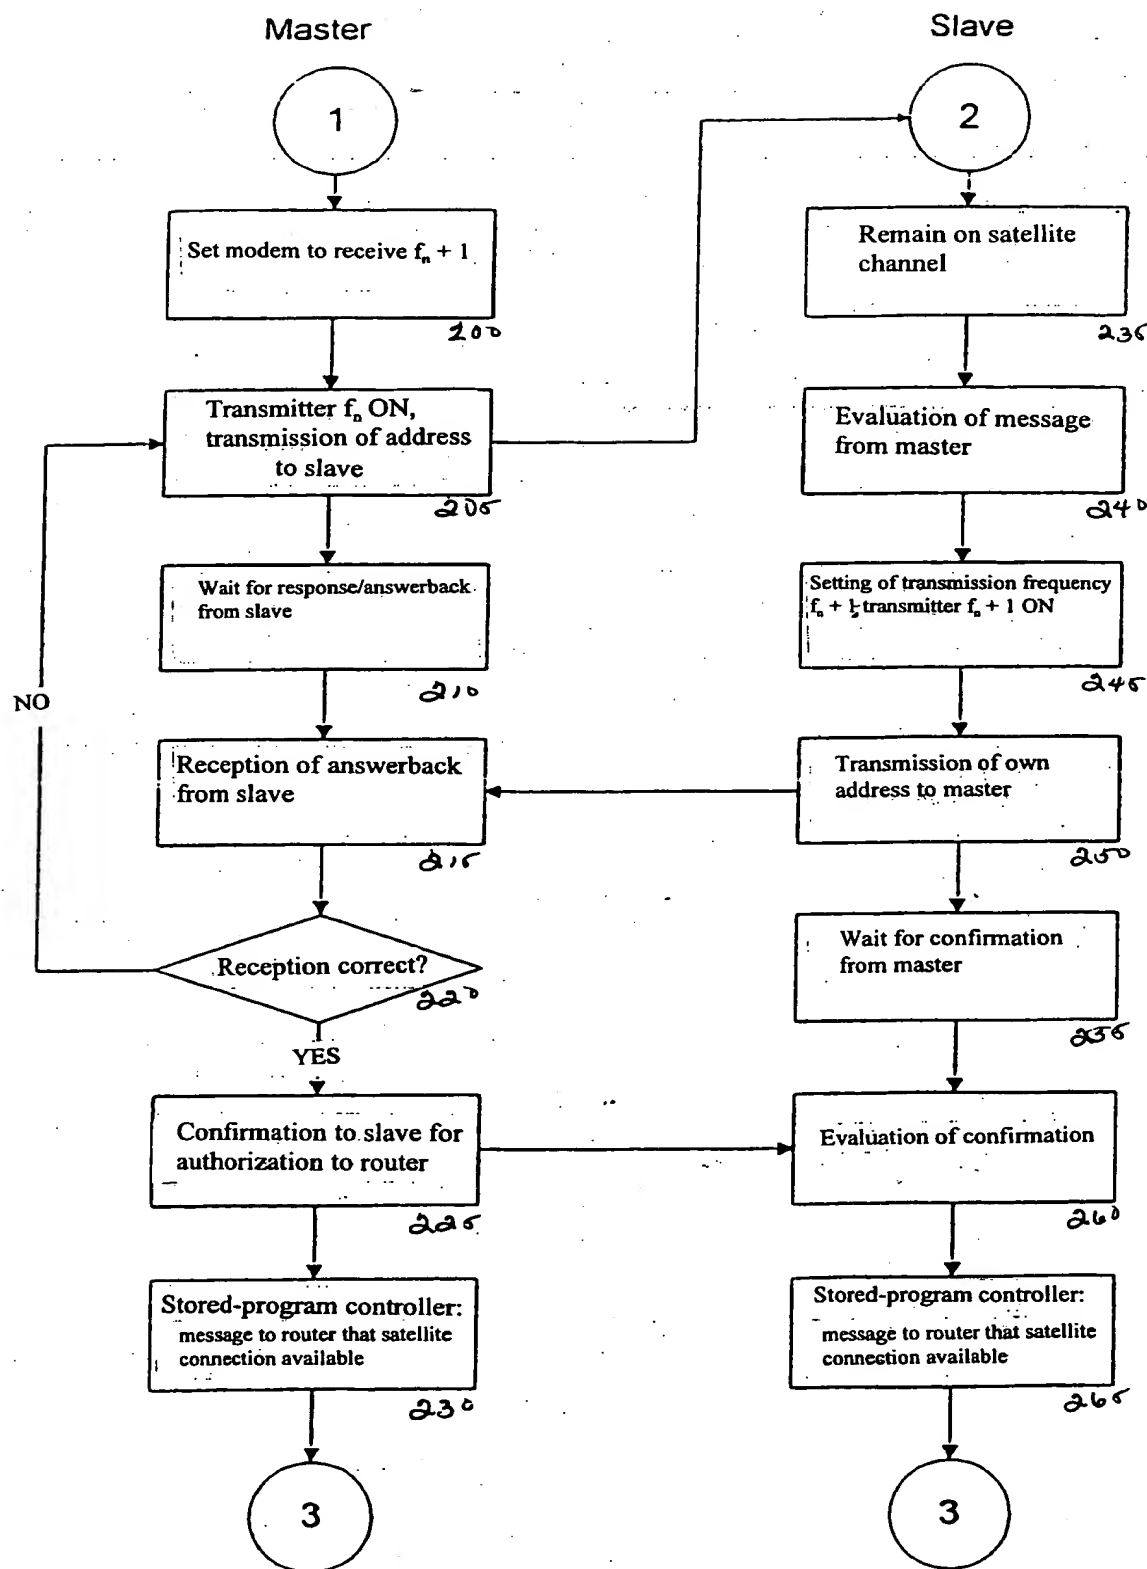 Master
1
Set modem to receive fn + 1
200
Transmitter fn ON,
transmission of address
to slave
205
Wait for response/answerback
from slave
210
NO
Reception of answerback
from slave
215
Reception correct?
220
YES
Confirmation to slave for
authorization to router
225
Stored-program controller:
message to router that satellite
connection available
230
3
Slave
2
Remain on satellite
channel
235
Evaluation of message
from master
240
Setting of transmission frequency
fn + 1; transmitter fn + 1 ON
245
Transmission of own
address to master
250
Wait for confirmation
from master
255
Evaluation of confirmation
260
Stored-program controller:
message to router that satellite
connection available
265
3